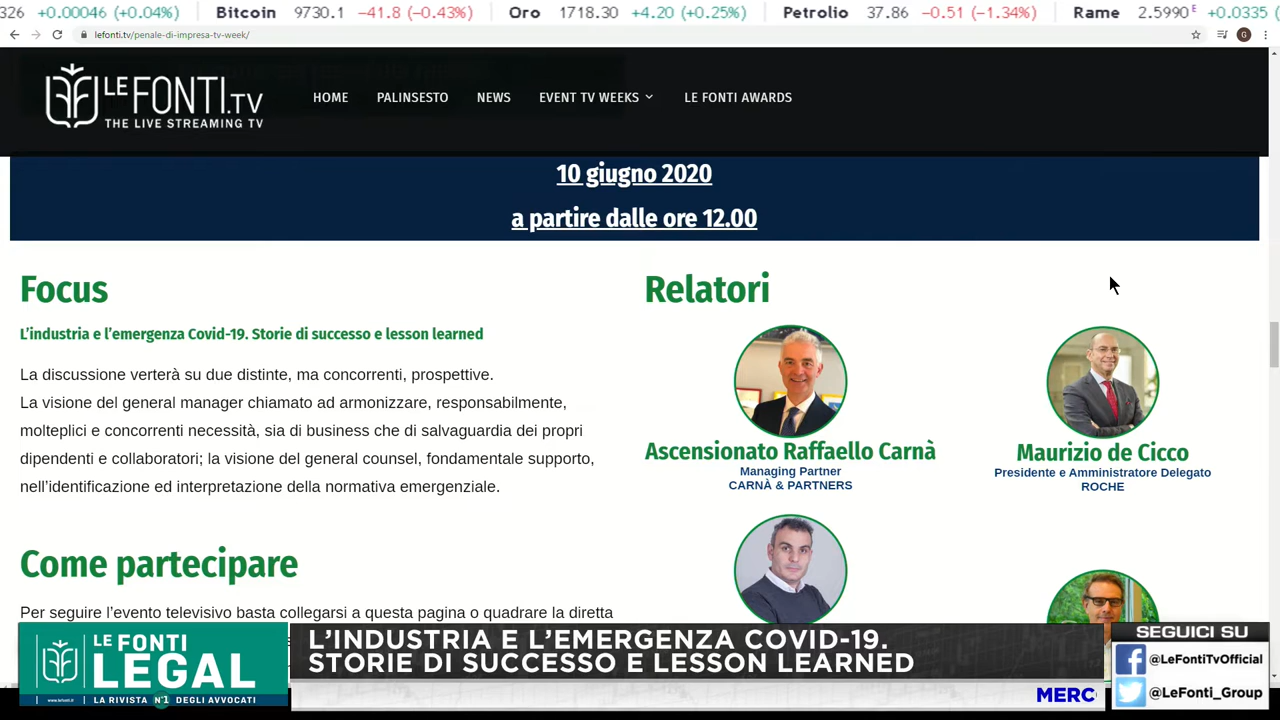 326 +0.00046 (+0.04%) Bitcoin 9730.1 −41.8 (−0.43%) Oro 1718.30 +4.20 (+0.25%) Petrolio 37.86 −0.51 (−1.34%) Rame 2.5990E +0.0335
lefonti.tv/penale-di-impresa-tv-week/
G
LE FONTI.TV
THE LIVE STREAMING TV
HOME PALINSESTO NEWS EVENT TV WEEKS LE FONTI AWARDS
10 giugno 2020
a partire dalle ore 12.00
Focus
L’industria e l’emergenza Covid-19. Storie di successo e lesson learned
La discussione verterà su due distinte, ma concorrenti, prospettive.
La visione del general manager chiamato ad armonizzare, responsabilmente,
molteplici e concorrenti necessità, sia di business che di salvaguardia dei propri
dipendenti e collaboratori; la visione del general counsel, fondamentale supporto,
nell’identificazione ed interpretazione della normativa emergenziale.
Come partecipare
Per seguire l’evento televisivo basta collegarsi a questa pagina o quadrare la diretta
Relatori
Ascensionato Raffaello Carnà
Managing Partner
CARNÀ & PARTNERS
Maurizio de Cicco
Presidente e Amministratore Delegato
ROCHE
LE FONTI
LEGAL
www.lefonti.it LA RIVISTA N°1 DEGLI AVVOCATI
L’INDUSTRIA E L’EMERGENZA COVID-19.
STORIE DI SUCCESSO E LESSON LEARNED
MERC
SEGUICI SU
@LeFontiTvOfficial
@LeFonti_Group